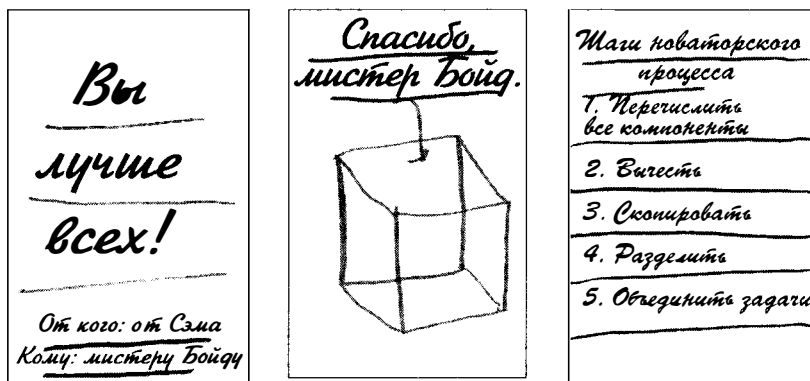 Вы
лучше
всех!
От кого: от Сэма
Кому: мистеру Бойду
Спасибо,
мистер Бойд.
Шаги новаторского
процесса
1. Перечислить
все компоненты
2. Вычесть
3. Скопировать
4. Разделить
5. Объединить задачи